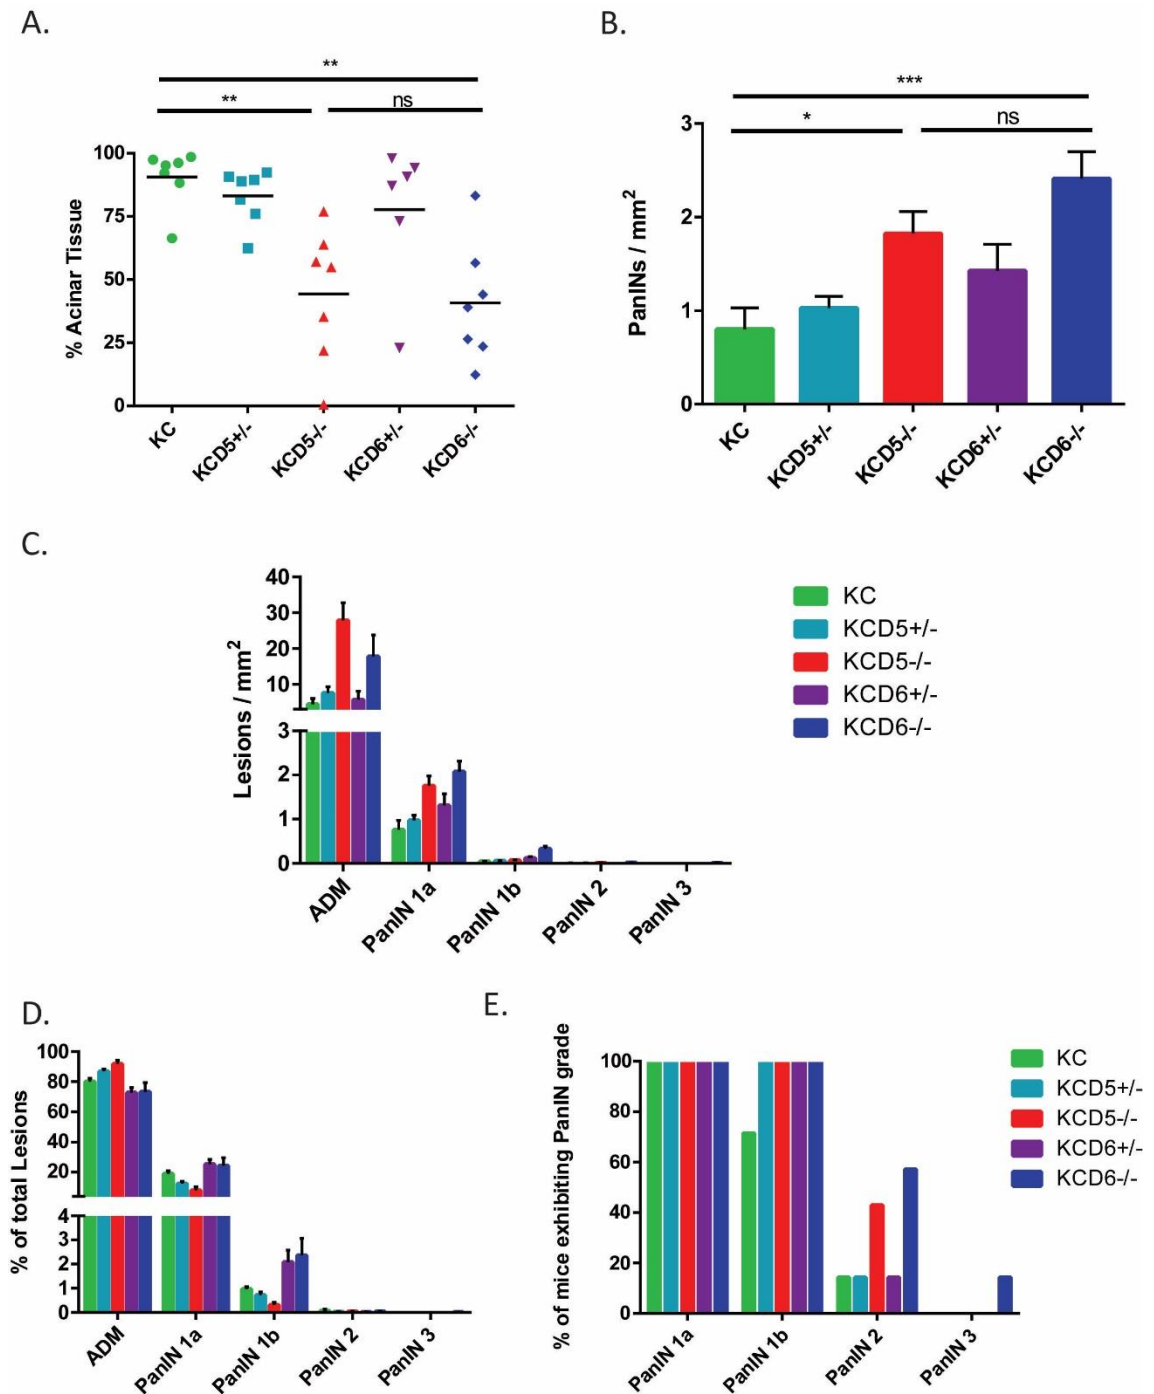 A.
**
**
ns
% Acinar Tissue
100
75
50
25
0
KC
KCD5+/-
KCD5-/-
KCD6+/-
KCD6-/-
B.
***
*
ns
PanINs / mm²
3
2
1
0
KC
KCD5+/-
KCD5-/-
KCD6+/-
KCD6-/-
C.
Lesions / mm²
40
30
20
10
3
2
1
0
ADM
PanIN 1a
PanIN 1b
PanIN 2
PanIN 3
KC
KCD5+/-
KCD5-/-
KCD6+/-
KCD6-/-
D.
% of total Lesions
100
80
60
40
20
4
3
2
1
0
ADM
PanIN 1a
PanIN 1b
PanIN 2
PanIN 3
E.
% of mice exhibiting PanIN grade
100
80
60
40
20
0
PanIN 1a
PanIN 1b
PanIN 2
PanIN 3
KC
KCD5+/-
KCD5-/-
KCD6+/-
KCD6-/-